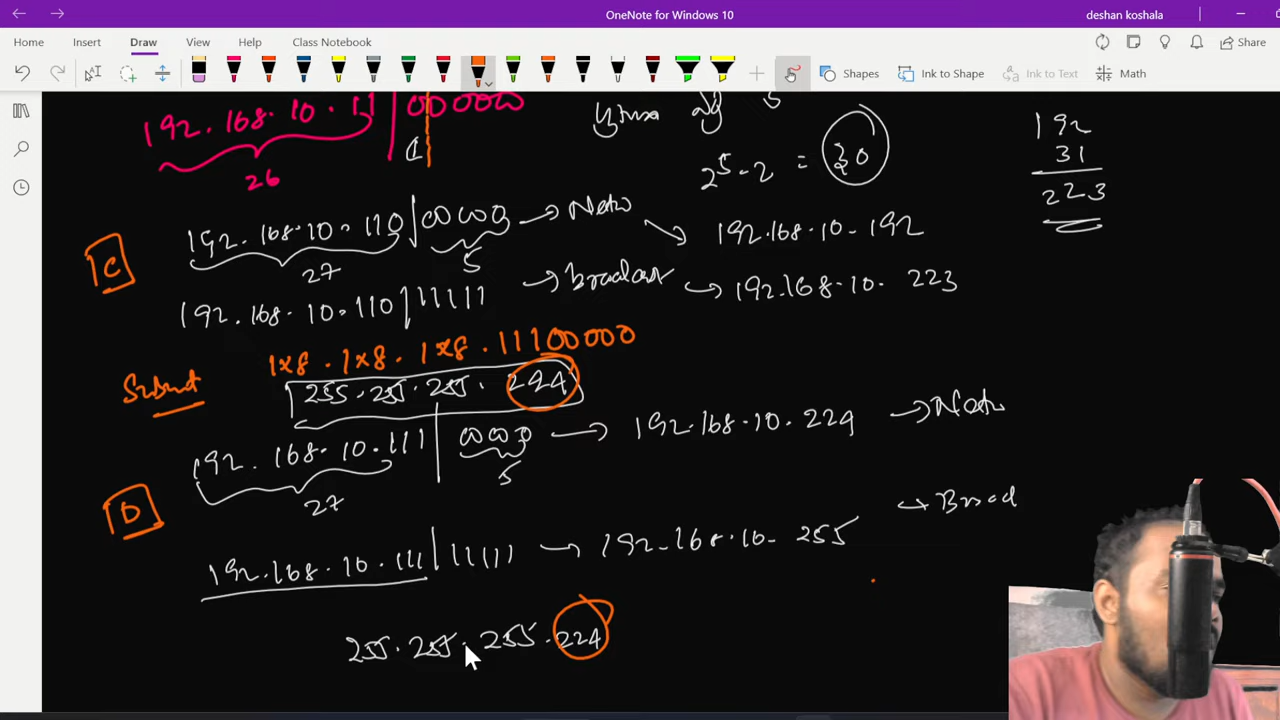 OneNote for Windows 10
deshan koshala
Home Insert Draw View Help Class Notebook
Share
Shapes Ink to Shape Ink to Text Math
192.168.10.11|000000
26
2^5-2 = 30
192
31
223
C
192.168.10.110|00000 → Netw → 192.168.10.192
27 5
192.168.10.110|11111 → broadcast → 192.168.10.223
1x8.1x8.1x8.11100000
Subnet
255.255.255.224
192.168.10.111|00000 → 192.168.10.224 → Netw
27 5
D
192.168.10.111|11111 → 192.168.10.255 → Broad
255.255.255.224